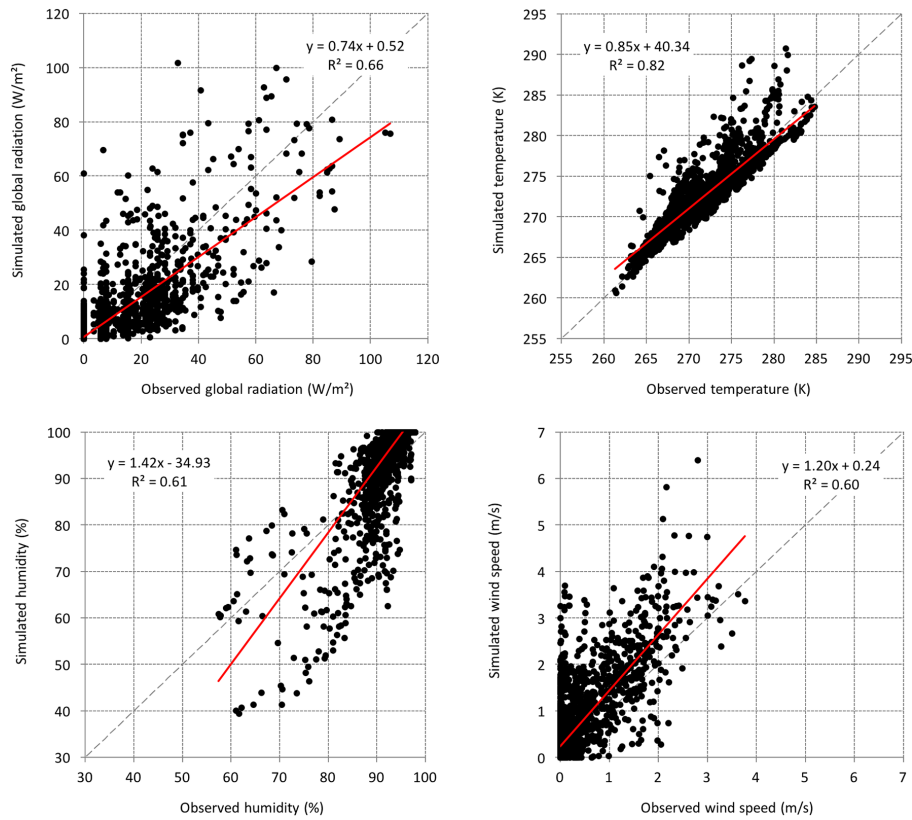 120
100
80
60
40
20
0
Simulated global radiation (W/m²)
y = 0.74x + 0.52
R² = 0.66
0 20 40 60 80 100 120
Observed global radiation (W/m²)
295
290
285
280
275
270
265
260
255
Simulated temperature (K)
y = 0.85x + 40.34
R² = 0.82
255 260 265 270 275 280 285 290 295
Observed temperature (K)
100
90
80
70
60
50
40
30
Simulated humidity (%)
y = 1.42x - 34.93
R² = 0.61
30 40 50 60 70 80 90 100
Observed humidity (%)
7
6
5
4
3
2
1
0
Simulated wind speed (m/s)
y = 1.20x + 0.24
R² = 0.60
0 1 2 3 4 5 6 7
Observed wind speed (m/s)